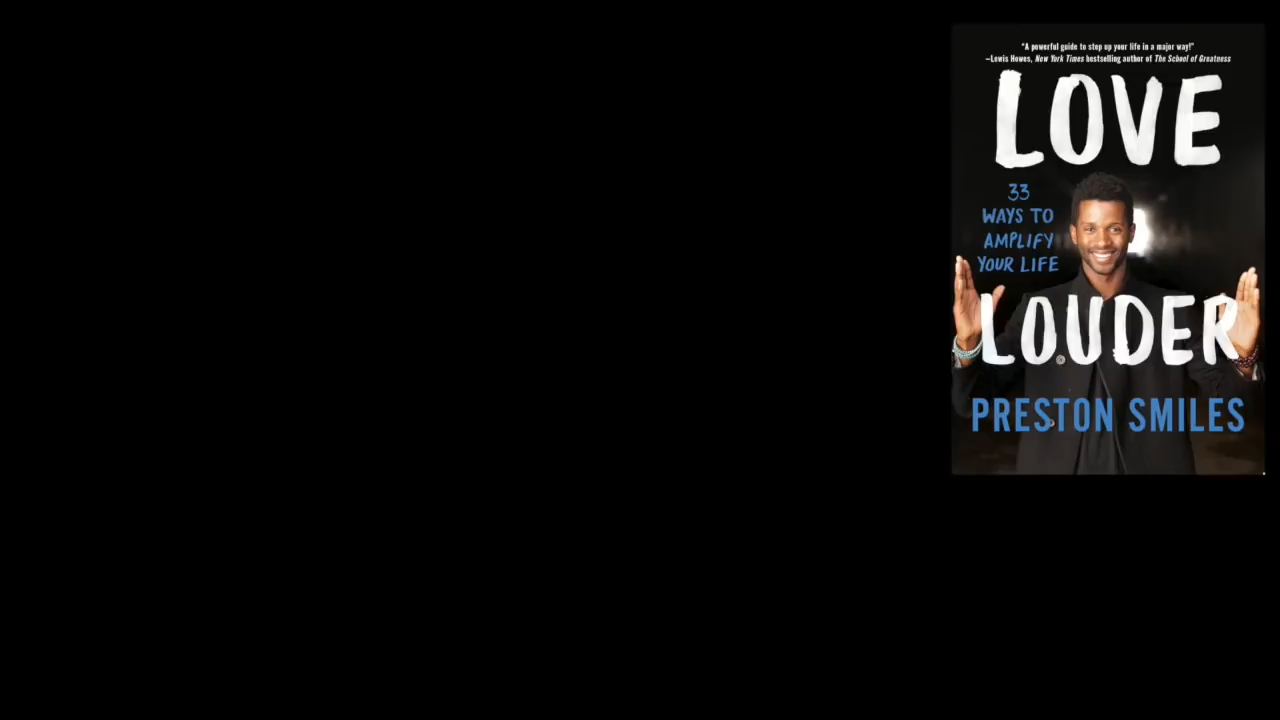 "A powerful guide to step up your life in a major way!"
—Lewis Howes, New York Times bestselling author of The School of Greatness
LOVE
33
WAYS TO
AMPLIFY
YOUR LIFE
LOUDER
PRESTON SMILES